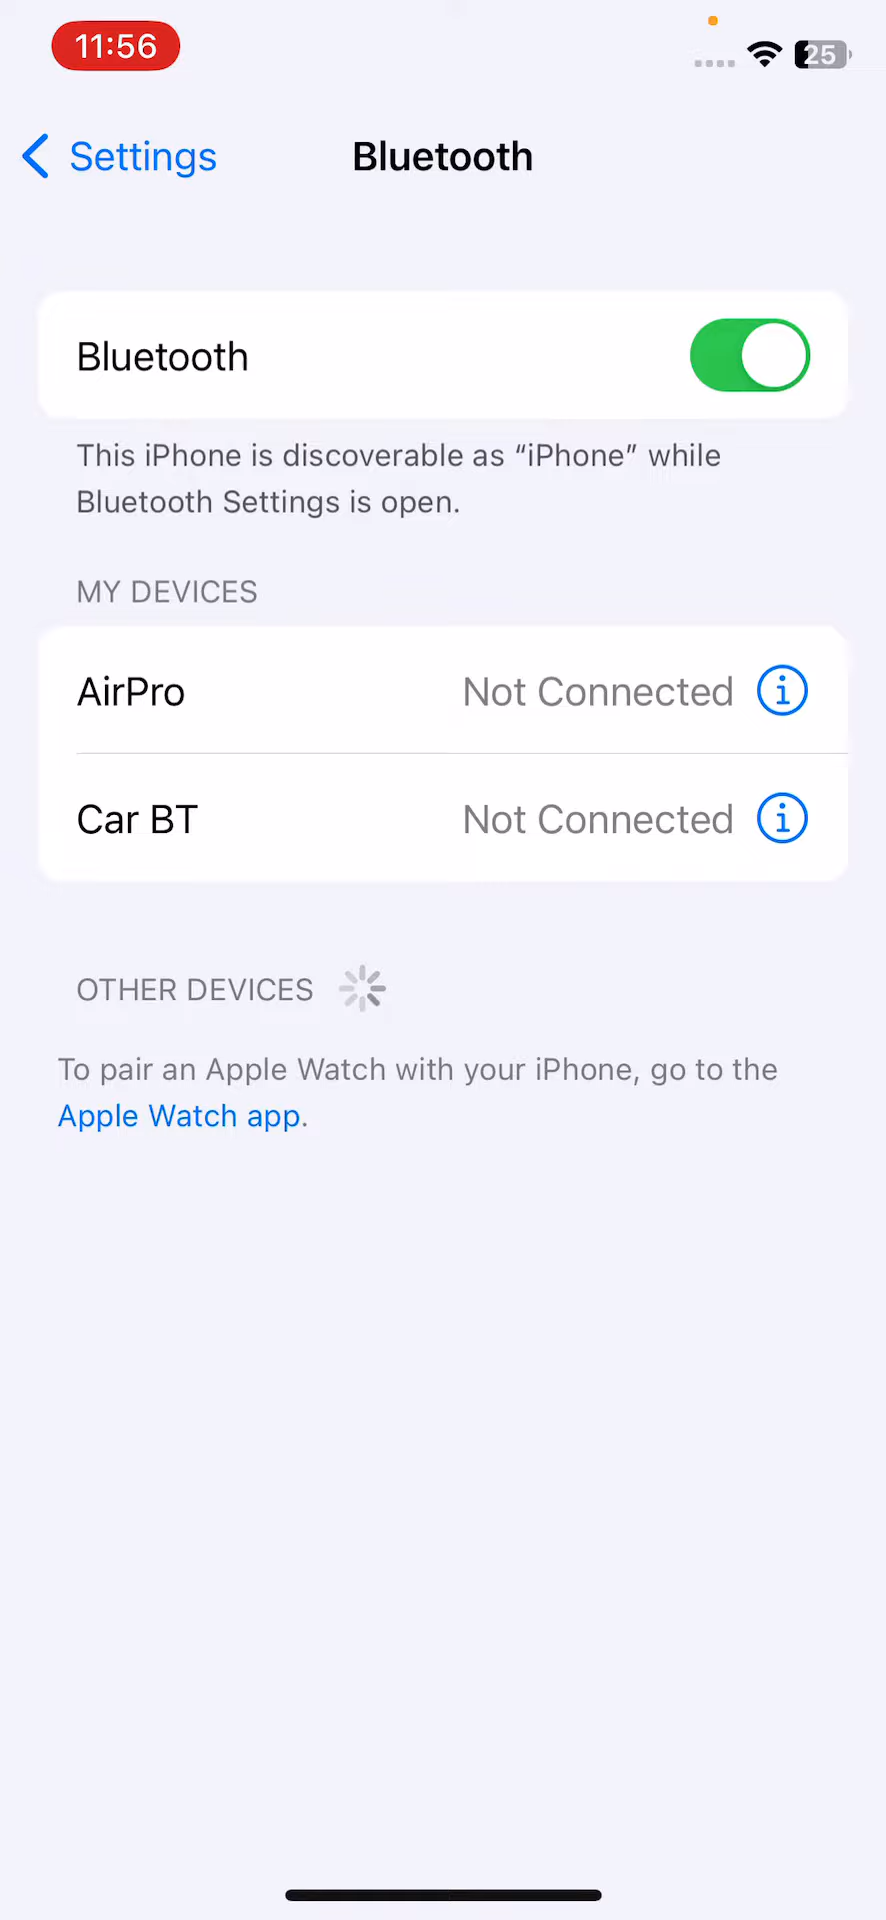 11:56
25
Settings
Bluetooth
Bluetooth
This iPhone is discoverable as “iPhone” while
Bluetooth Settings is open.
MY DEVICES
AirPro Not Connected
Car BT Not Connected
OTHER DEVICES
To pair an Apple Watch with your iPhone, go to the
Apple Watch app.